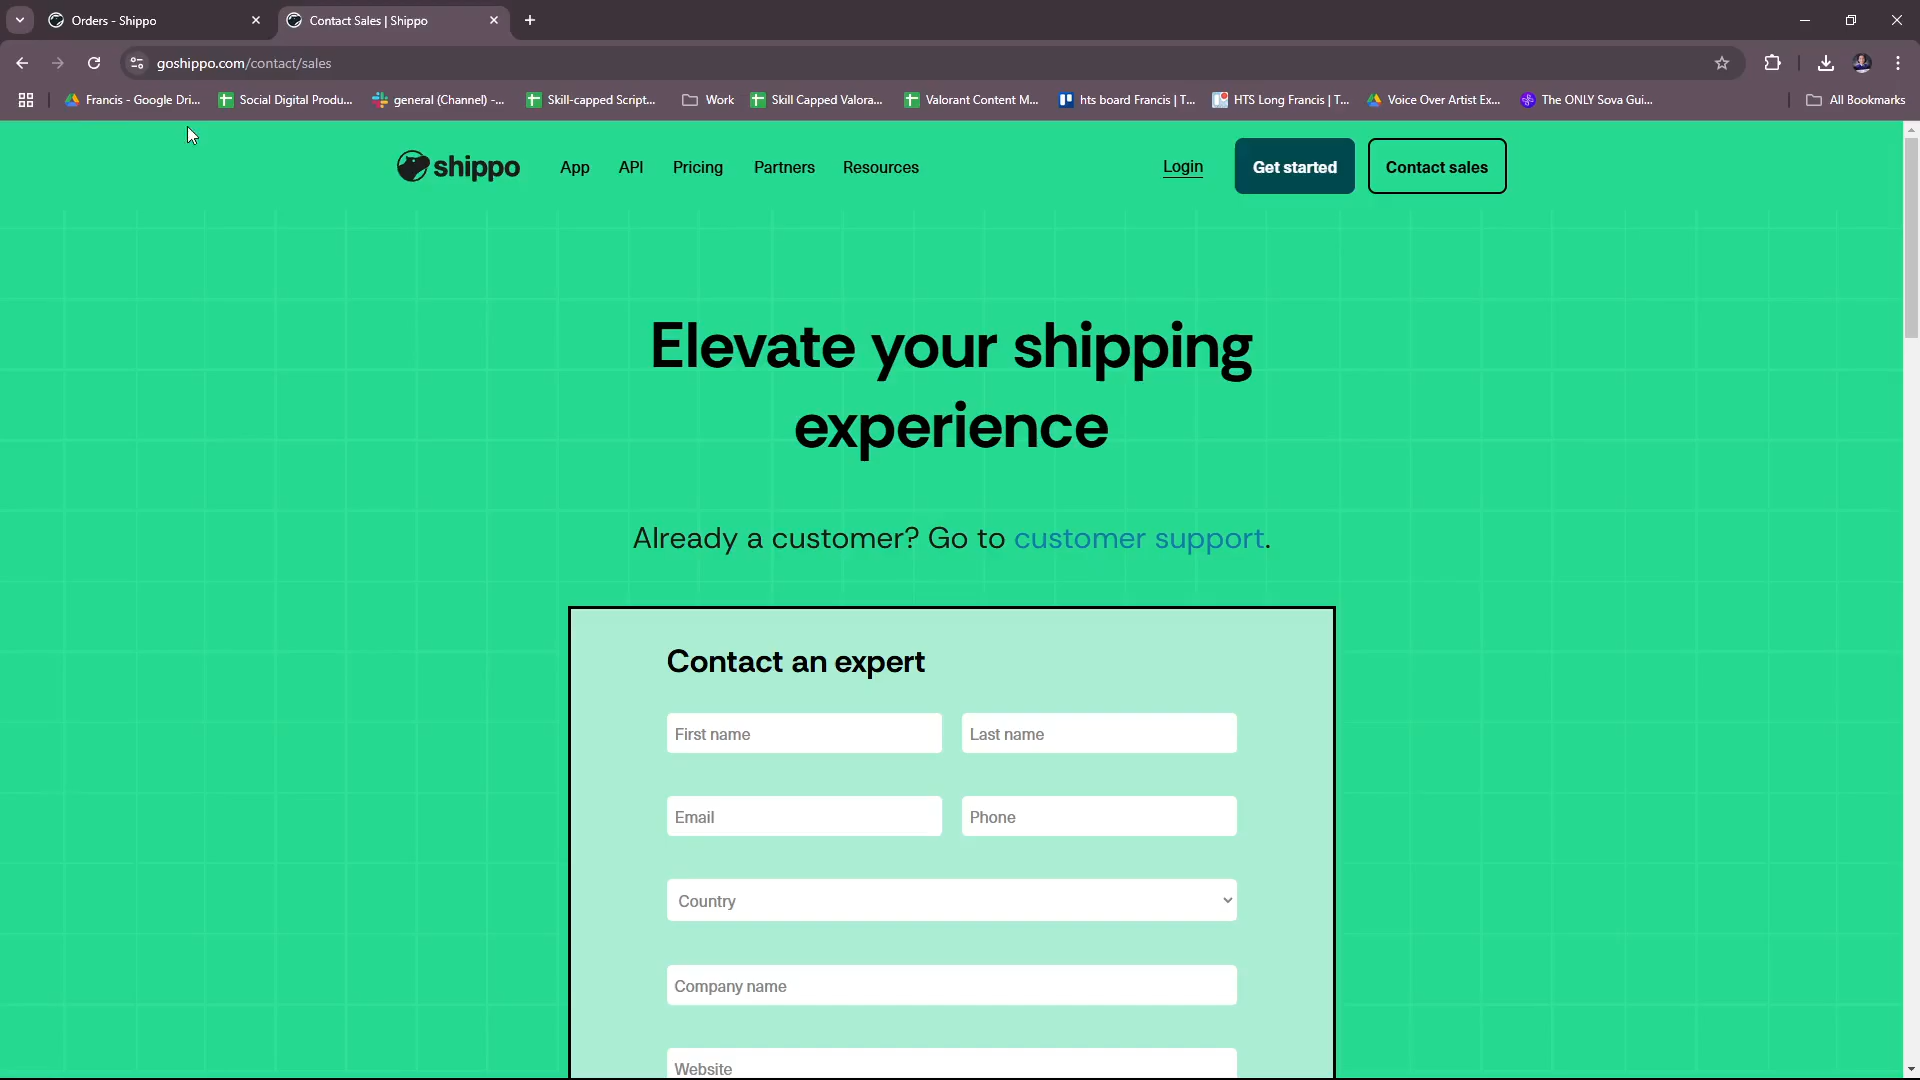 Orders - Shippo
Contact Sales | Shippo
goshippo.com/contact/sales
Francis - Google Dri...
Social Digital Produ...
general (Channel) -...
Skill-capped Script...
Work
Skill Capped Valora...
Valorant Content M...
hts board Francis | T...
HTS Long Francis | T...
Voice Over Artist Ex...
The ONLY Sova Gui...
All Bookmarks
shippo
App
API
Pricing
Partners
Resources
Login
Get started
Contact sales
Elevate your shipping
experience
Already a customer? Go to customer support.
Contact an expert
First name
Last name
Email
Phone
Country
Company name
Website